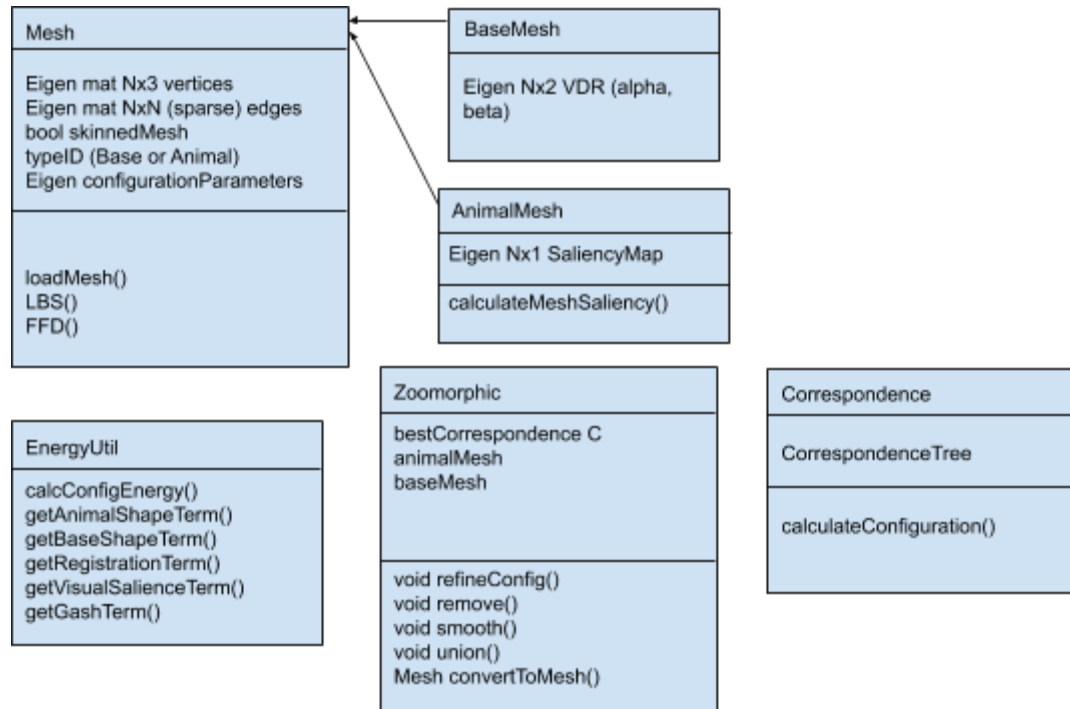 Mesh
Eigen mat Nx3 vertices
Eigen mat NxN (sparse) edges
bool skinnedMesh
typeID (Base or Animal)
Eigen configurationParameters
loadMesh()
LBS()
FFD()
BaseMesh
Eigen Nx2 VDR (alpha,
beta)
AnimalMesh
Eigen Nx1 SaliencyMap
calculateMeshSaliency()
EnergyUtil
calcConfigEnergy()
getAnimalShapeTerm()
getBaseShapeTerm()
getRegistrationTerm()
getVisualSalienceTerm()
getGashTerm()
Zoomorphic
bestCorrespondence C
animalMesh
baseMesh
void refineConfig()
void remove()
void smooth()
void union()
Mesh convertToMesh()
Correspondence
CorrespondenceTree
calculateConfiguration()